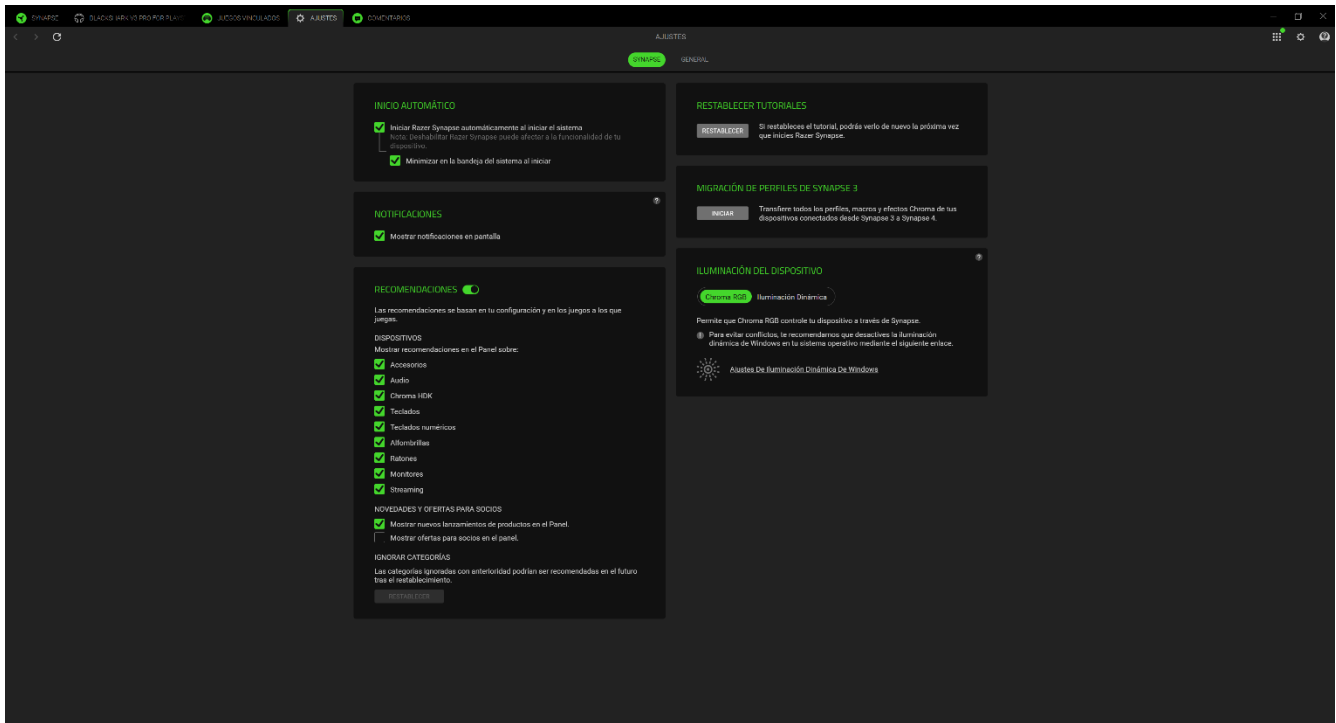 SYNAPSE
BLACKSHARK V3 PRO FOR PLAYS
JUEGOS VINCULADOS
AJUSTES
COMENTARIOS
AJUSTES
SYNAPSE
GENERAL
INICIO AUTOMÁTICO
Iniciar Razer Synapse automáticamente al iniciar el sistema
Nota: Deshabilitar Razer Synapse puede afectar a la funcionalidad de tu
dispositivo.
Minimizar en la bandeja del sistema al iniciar
NOTIFICACIONES
Mostrar notificaciones en pantalla
RECOMENDACIONES
Las recomendaciones se basan en tu configuración y en los juegos a los que
juegas.
DISPOSITIVOS
Mostrar recomendaciones en el Panel sobre:
Accesorios
Audio
Chroma HDK
Teclados
Teclados numéricos
Alfombrillas
Ratones
Monitores
Streaming
NOVEDADES Y OFERTAS PARA SOCIOS
Mostrar nuevos lanzamientos de productos en el Panel.
Mostrar ofertas para socios en el panel.
IGNORAR CATEGORÍAS
Las categorías ignoradas con anterioridad podrían ser recomendadas en el futuro
tras el restablecimiento.
RESTABLECER
RESTABLECER TUTORIALES
RESTABLECER
Si restableces el tutorial, podrás verlo de nuevo la próxima vez
que inicies Razer Synapse.
MIGRACIÓN DE PERFILES DE SYNAPSE 3
INICIAR
Transfiere todos los perfiles, macros y efectos Chroma de tus
dispositivos conectados desde Synapse 3 a Synapse 4.
ILUMINACIÓN DEL DISPOSITIVO
Chroma RGB
Iluminación Dinámica
Permite que Chroma RGB controle tu dispositivo a través de Synapse.
Para evitar conflictos, te recomendamos que desactives la iluminación
dinámica de Windows en tu sistema operativo mediante el siguiente enlace.
Ajustes De Iluminación Dinámica De Windows